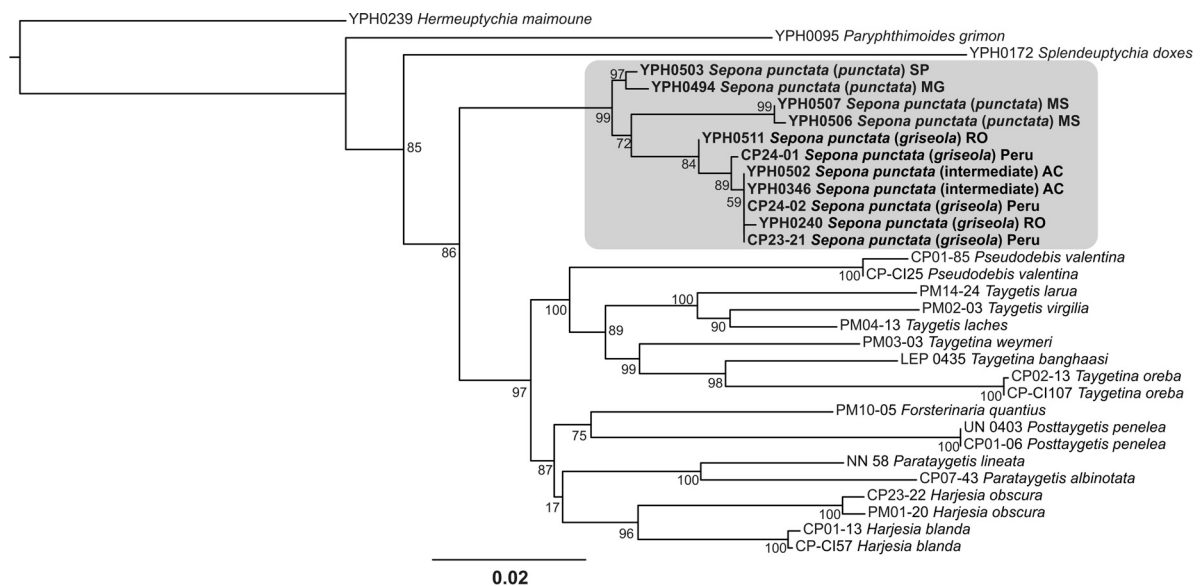 YPH0239 Hermeuptychia maimoune
YPH0095 Paryphthimoides grimon
YPH0172 Splendeuptychia doxes
97 YPH0503 Sepona punctata (punctata) SP
YPH0494 Sepona punctata (punctata) MG
99 YPH0507 Sepona punctata (punctata) MS
99
YPH0506 Sepona punctata (punctata) MS
72 YPH0511 Sepona punctata (griseola) RO
85
CP24-01 Sepona punctata (griseola) Peru
84
YPH0502 Sepona punctata (intermediate) AC
89
YPH0346 Sepona punctata (intermediate) AC
59 CP24-02 Sepona punctata (griseola) Peru
YPH0240 Sepona punctata (griseola) RO
CP23-21 Sepona punctata (griseola) Peru
86
CP01-85 Pseudodebis valentina
100 CP-CI25 Pseudodebis valentina
PM14-24 Taygetis larua
100
100 PM02-03 Taygetis virgilia
90 PM04-13 Taygetis laches
89
PM03-03 Taygetina weymeri
99 LEP 0435 Taygetina banghaasi
98 CP02-13 Taygetina oreba
97 100 CP-CI107 Taygetina oreba
PM10-05 Forsterinaria quantius
75 UN 0403 Posttaygetis penelea
100 CP01-06 Posttaygetis penelea
87 NN 58 Parataygetis lineata
100 CP07-43 Parataygetis albinotata
CP23-22 Harjesia obscura
17 100 PM01-20 Harjesia obscura
96 CP01-13 Harjesia blanda
100 CP-CI57 Harjesia blanda
0.02